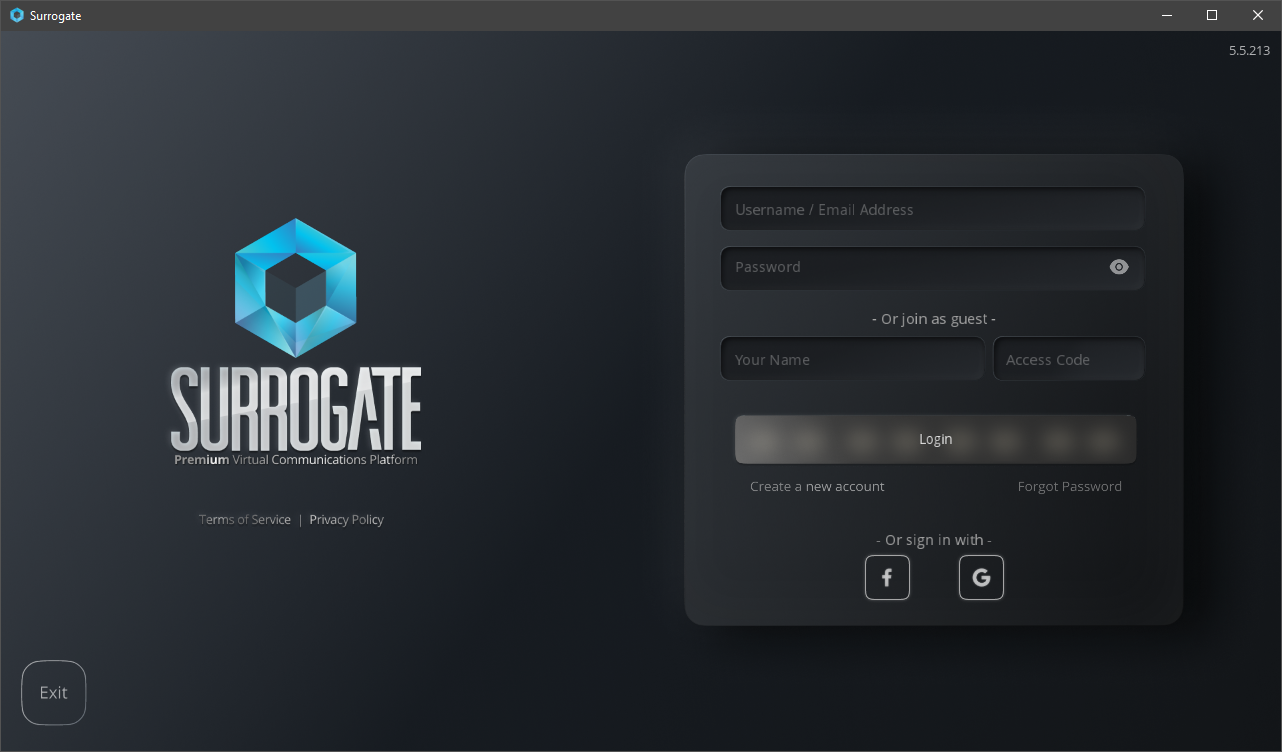 Surrogate
5.5.213
SURROGATE
Premium Virtual Communications Platform
Terms of Service | Privacy Policy
Exit
Username / Email Address
Password
- Or join as guest -
Your Name
Access Code
Login
Create a new account
Forgot Password
- Or sign in with -
f
G